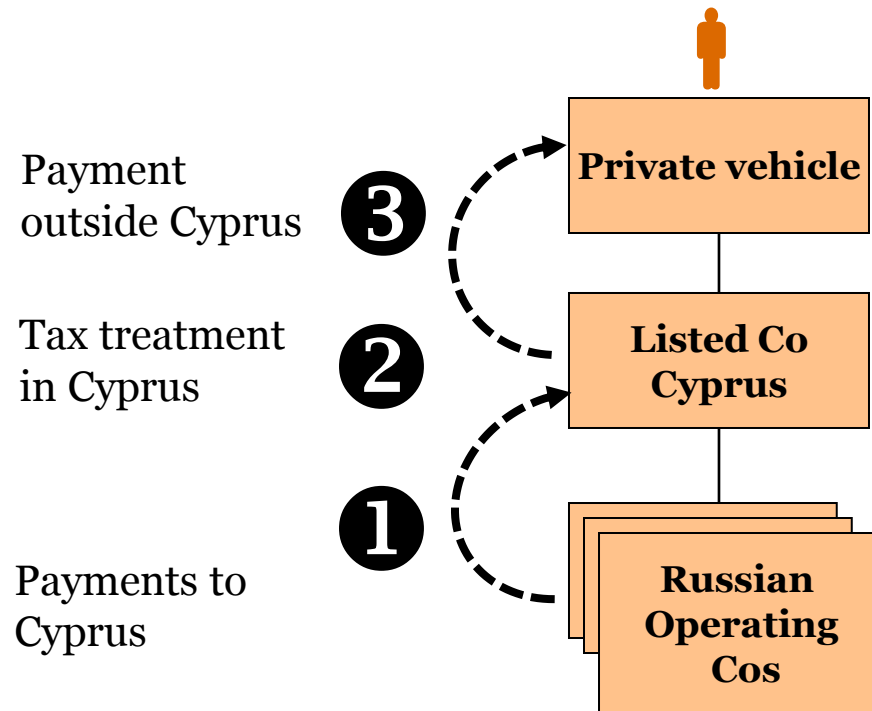 Payment
outside Cyprus
3
Private vehicle
Tax treatment
in Cyprus
2
Listed Co
Cyprus
1
Payments to
Cyprus
Russian
Operating
Cos